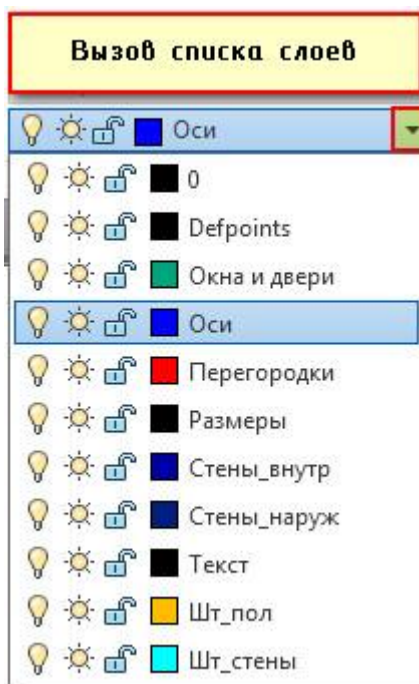 Вызов списка слоев
Оси
0
Defpoints
Окна и двери
Оси
Перегородки
Размеры
Стены_внутр
Стены_наруж
Текст
Шт_пол
Шт_стены